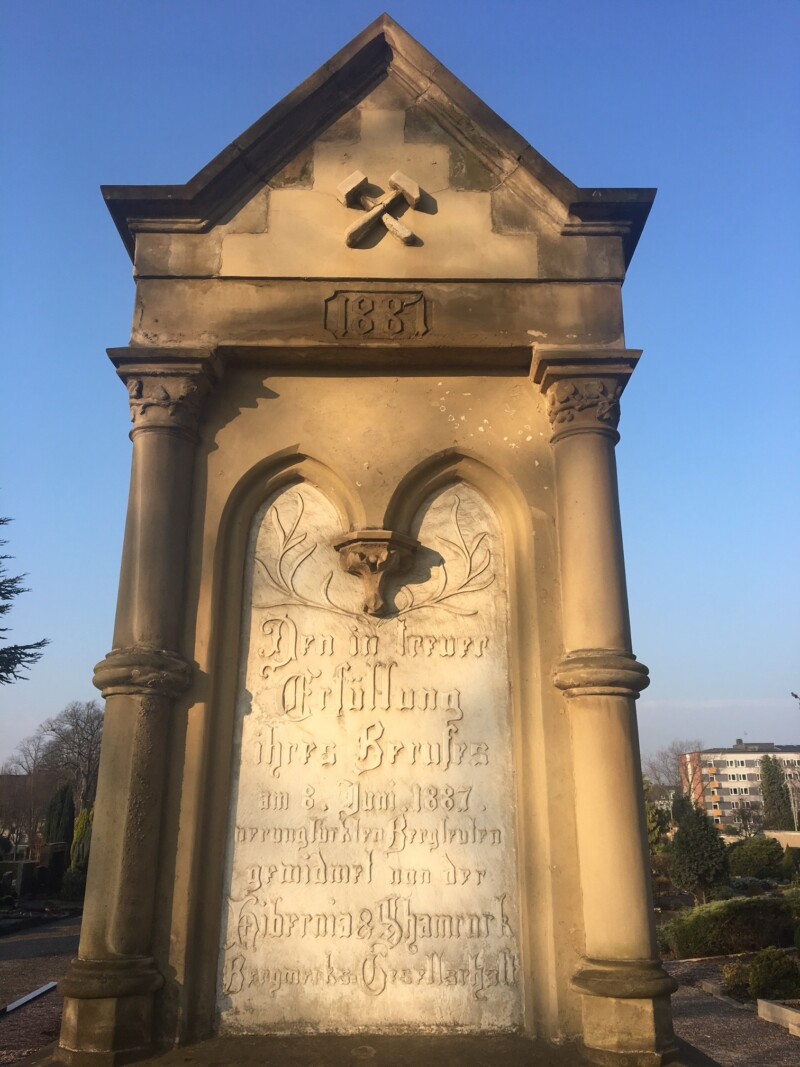 1887
Den in treuer
Erfüllung
ihres Berufes
am 8. Juni 1887.
verunglückten Bergleuten
gewidmet von der
Hibernia & Shamrock
Bergwerks-Gesellschaft